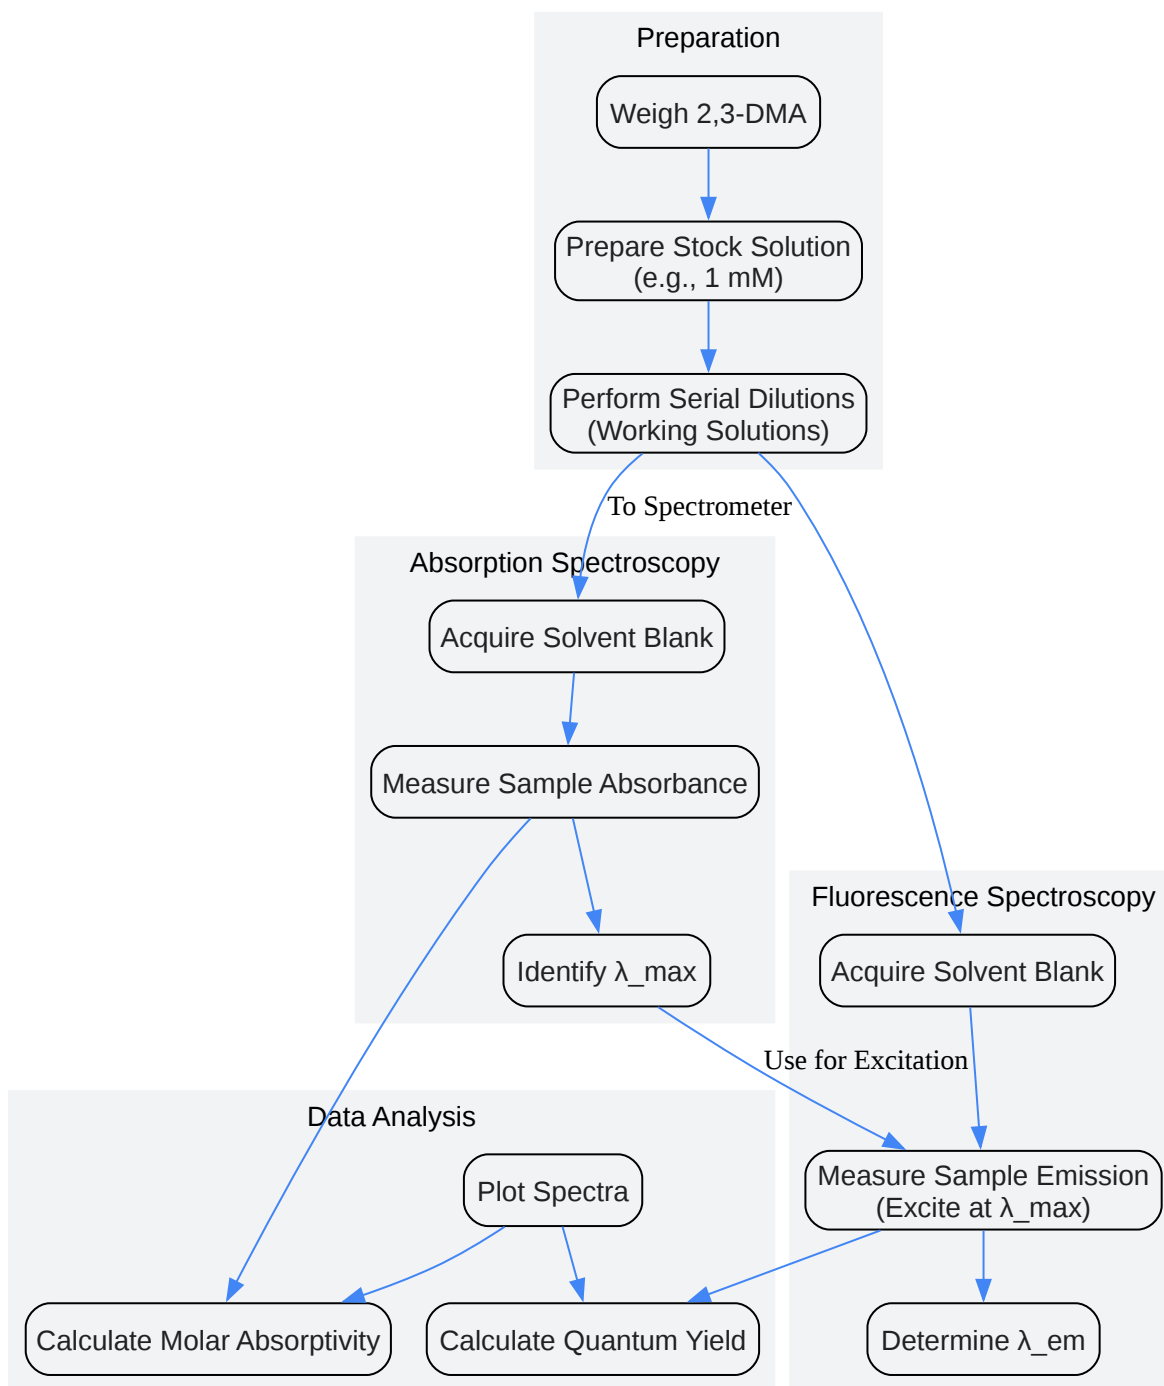 Preparation
Weigh 2,3-DMA
Prepare Stock Solution
(e.g., 1 mM)
Perform Serial Dilutions
(Working Solutions)
To Spectrometer
Absorption Spectroscopy
Acquire Solvent Blank
Measure Sample Absorbance
Identify λ_max
Fluorescence Spectroscopy
Acquire Solvent Blank
Use for Excitation
Measure Sample Emission
(Excite at λ_max)
Determine λ_em
Data Analysis
Plot Spectra
Calculate Molar Absorptivity
Calculate Quantum Yield